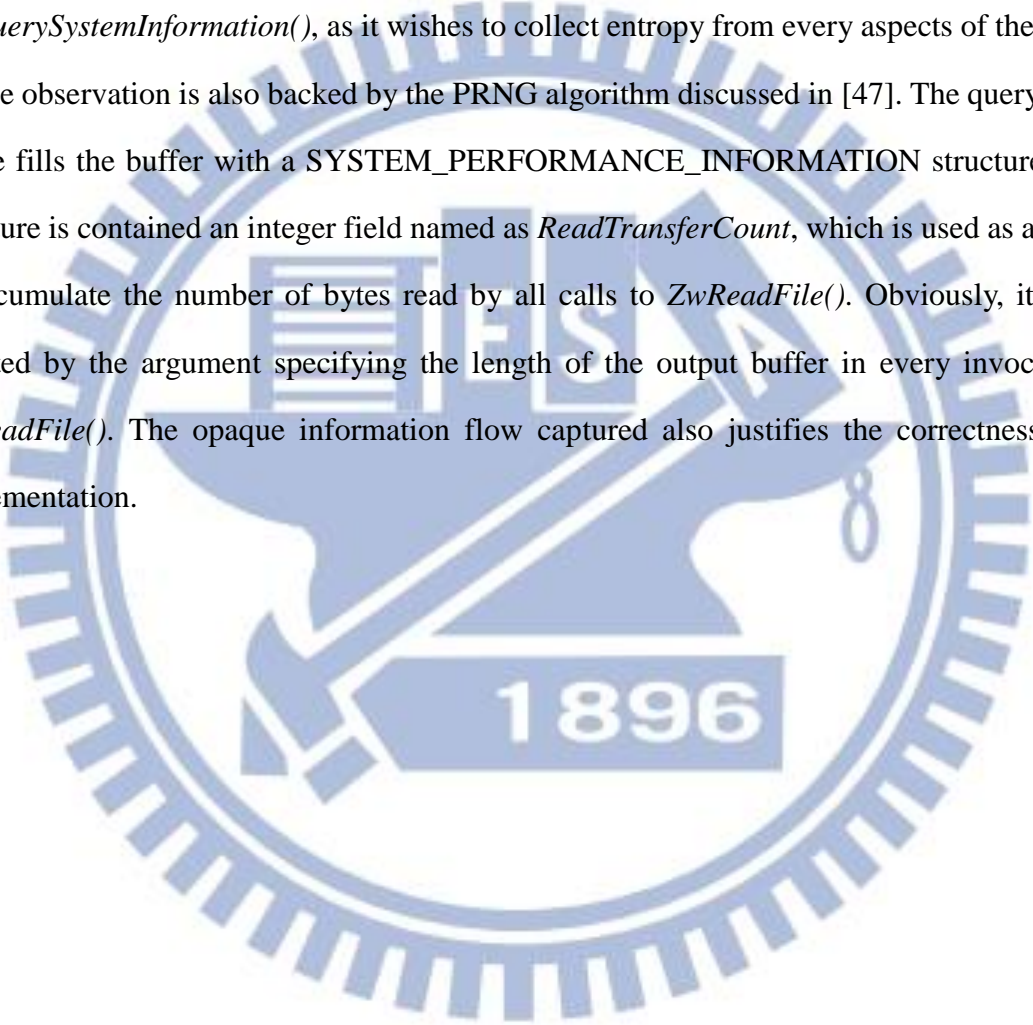 uerySystemInformation(), as it wishes to collect entropy from every aspects of the
e observation is also backed by the PRNG algorithm discussed in [47]. The query
e fills the buffer with a SYSTEM_PERFORMANCE_INFORMATION structure
ure is contained an integer field named as ReadTransferCount, which is used as a
cumulate the number of bytes read by all calls to ZwReadFile(). Obviously, it
ted by the argument specifying the length of the output buffer in every invoc
eadFile(). The opaque information flow captured also justifies the correctness
ementation.
E S A
8
1896